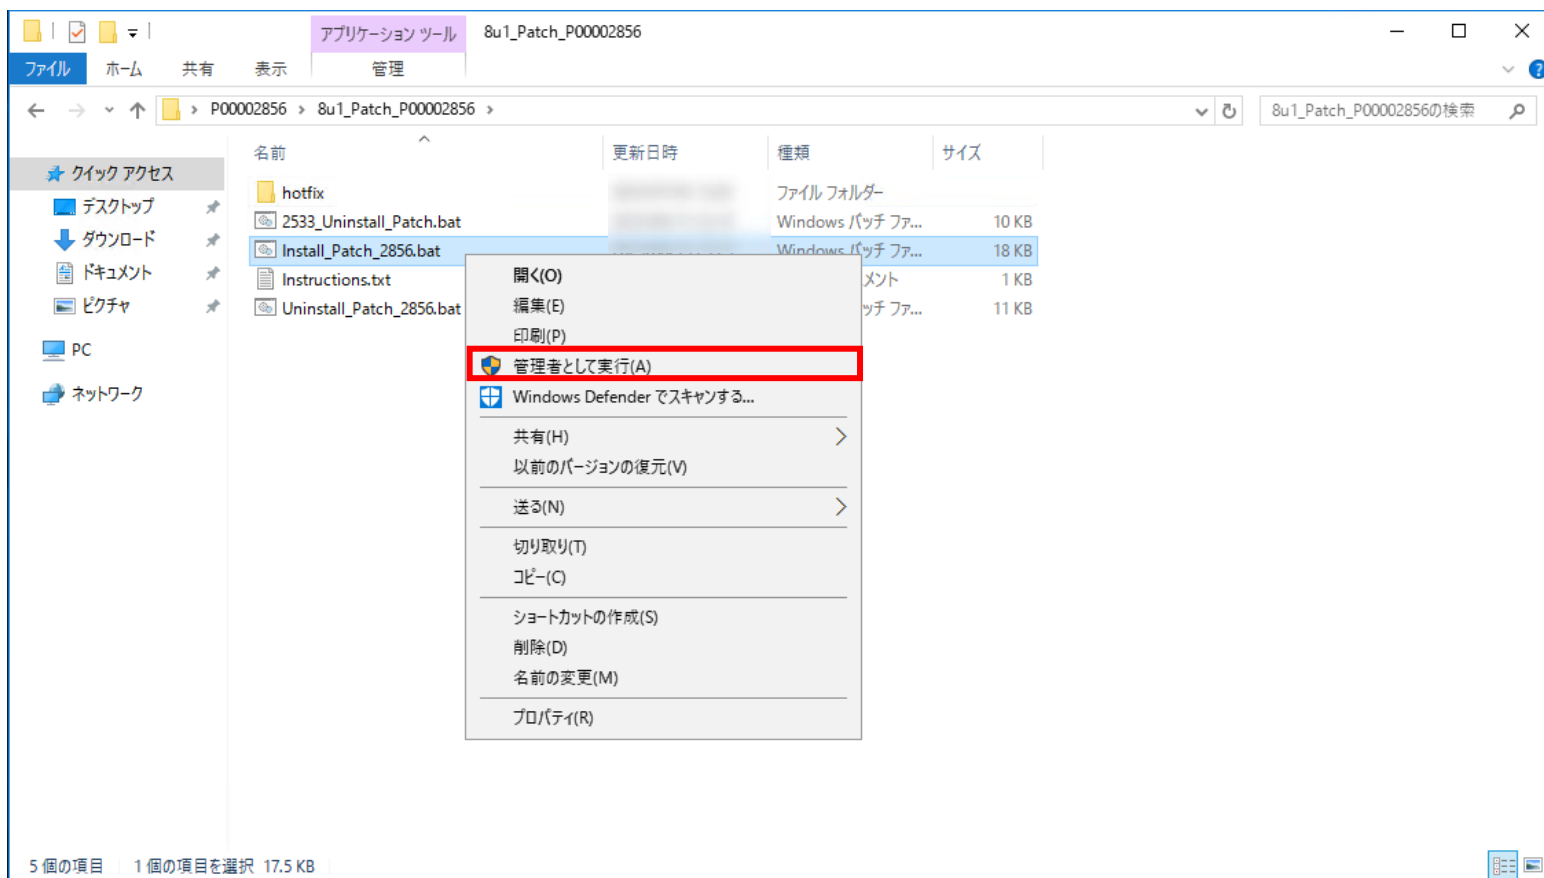 アプリケーション ツール 8u1_Patch_P00002856
ファイル ホーム 共有 表示 管理
P00002856 › 8u1_Patch_P00002856 › 8u1_Patch_P00002856の検索
名前 更新日時 種類 サイズ
クイック アクセス
デスクトップ
ダウンロード
ドキュメント
ピクチャ
PC
ネットワーク
hotfix ファイル フォルダー
2533_Uninstall_Patch.bat Windows バッチ ファ... 10 KB
Install_Patch_2856.bat Windows バッチ ファ... 18 KB
Instructions.txt メント 1 KB
Uninstall_Patch_2856.bat ッチ ファ... 11 KB
開く(O)
編集(E)
印刷(P)
管理者として実行(A)
Windows Defender でスキャンする...
共有(H)
以前のバージョンの復元(V)
送る(N)
切り取り(T)
コピー(C)
ショートカットの作成(S)
削除(D)
名前の変更(M)
プロパティ(R)
5 個の項目 1 個の項目を選択 17.5 KB